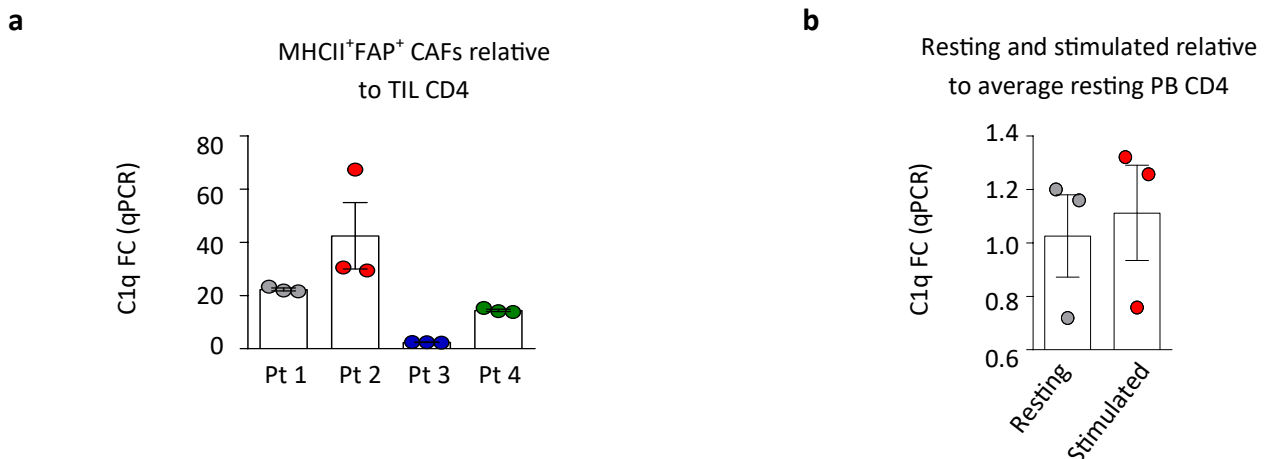 a
MHCII⁺FAP⁺ CAFs relative
to TIL CD4
C1q FC (qPCR)
80
60
40
20
0
Pt 1 Pt 2 Pt 3 Pt 4
b
Resting and stimulated relative
to average resting PB CD4
C1q FC (qPCR)
1.4
1.2
1.0
0.8
0.6
Resting
Stimulated